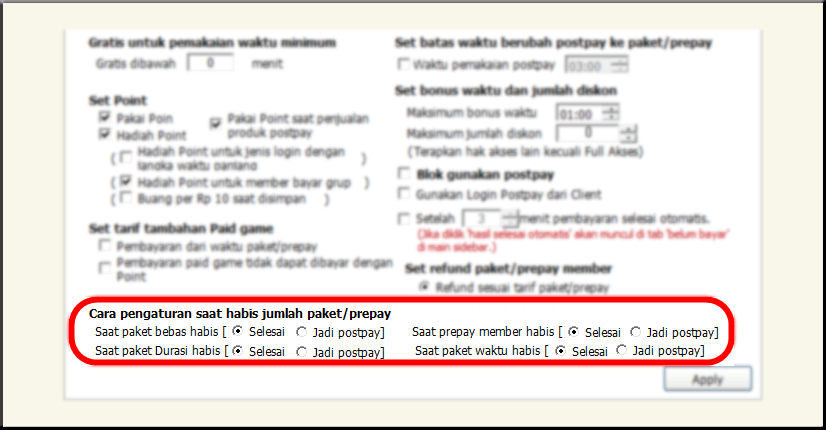 Gratis untuk pemakaian waktu minimum
Gratis dibawah 0 menit
Set Point
Pakai Poin
Hadiah Point
Pakai Point saat penjualan
produk postpay
( Hadiah Point untuk jenis login dengan
jangka waktu panjang )
( Hadiah Point untuk member bayar grup )
( Buang per Rp 10 saat disimpan )
Set tarif tambahan Paid game
Pembayaran dari waktu paket/prepay
Pembayaran paid game tidak dapat dibayar dengan
Point
Set batas waktu berubah postpay ke paket/prepay
Waktu pemakaian postpay 03:00
Set bonus waktu dan jumlah diskon
Maksimum bonus waktu 01:00
Maksimum jumlah diskon 0
(Terapkan hak akses lain kecuali Full Akses)
Blok gunakan postpay
Gunakan Login Postpay dari Client
Setelah 3 menit pembayaran selesai otomatis.
(Jika diklik 'hasil selesai otomatis' akan muncul di tab 'belum bayar'
di main sidebar.)
Set refund paket/prepay member
Refund sesuai tarif paket/prepay
Cara pengaturan saat habis jumlah paket/prepay
Saat paket bebas habis [ Selesai Jadi postpay] Saat prepay member habis [ Selesai Jadi postpay]
Saat paket Durasi habis [ Selesai Jadi postpay] Saat paket waktu habis [ Selesai Jadi postpay]
Apply